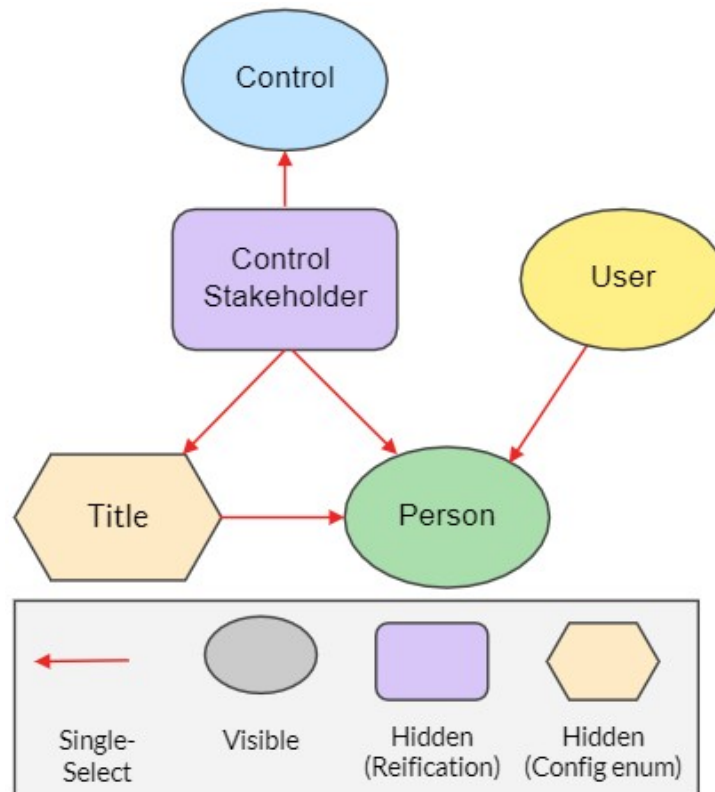 Control
Control
Stakeholder
User
Title
Person
Single-
Select
Visible
Hidden
(Reification)
Hidden
(Config enum)